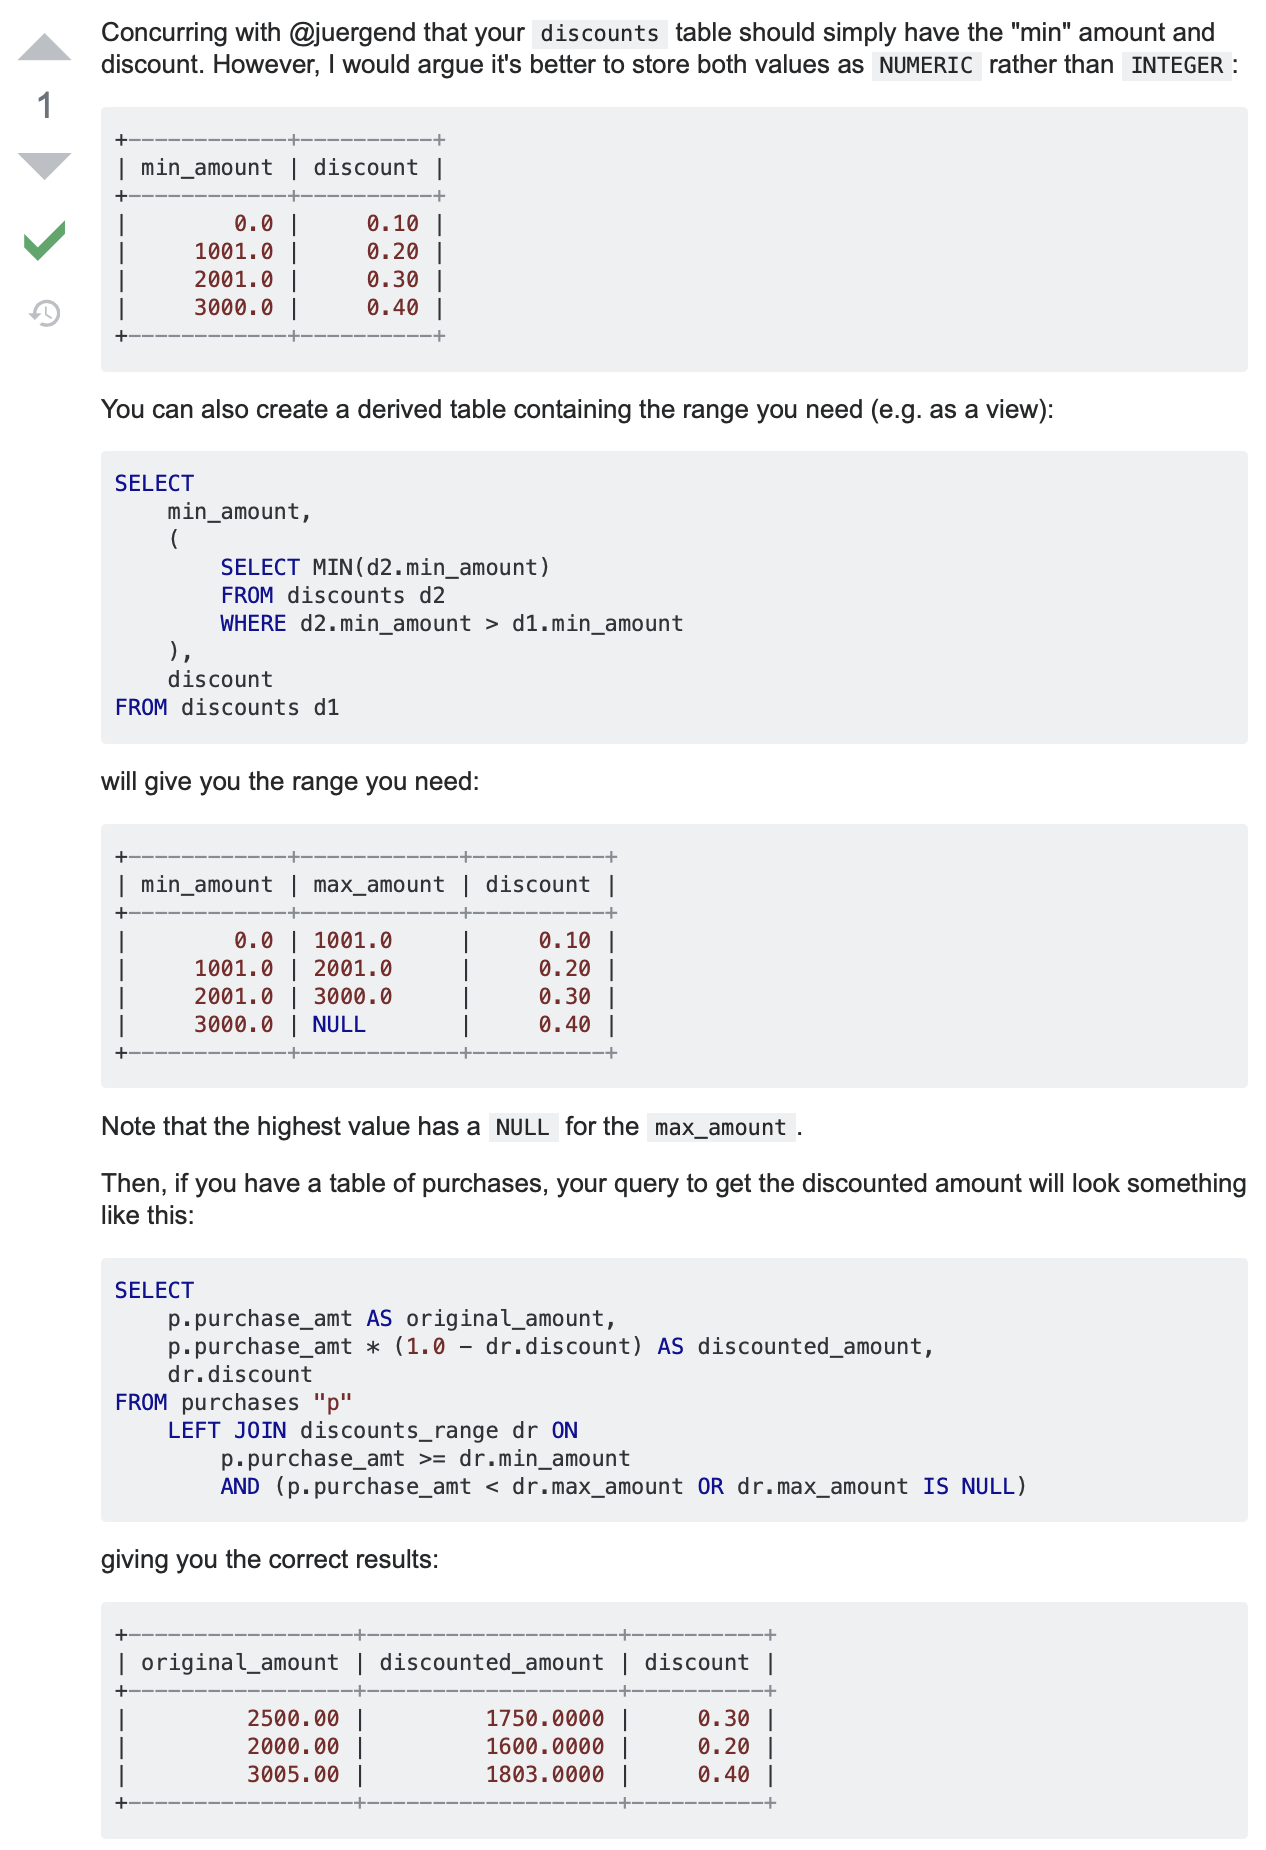 Concurring with @juergend that your discounts table should simply have the "min" amount and
discount. However, I would argue it's better to store both values as NUMERIC rather than INTEGER :
1
+------------+----------+
| min_amount | discount |
+------------+----------+
|        0.0 |     0.10 |
|     1001.0 |     0.20 |
|     2001.0 |     0.30 |
|     3000.0 |     0.40 |
+------------+----------+
You can also create a derived table containing the range you need (e.g. as a view):
SELECT
    min_amount,
    (
        SELECT MIN(d2.min_amount)
        FROM discounts d2
        WHERE d2.min_amount > d1.min_amount
    ),
    discount
FROM discounts d1
will give you the range you need:
+------------+------------+----------+
| min_amount | max_amount | discount |
+------------+------------+----------+
|        0.0 | 1001.0     |     0.10 |
|     1001.0 | 2001.0     |     0.20 |
|     2001.0 | 3000.0     |     0.30 |
|     3000.0 | NULL       |     0.40 |
+------------+------------+----------+
Note that the highest value has a NULL for the max_amount .
Then, if you have a table of purchases, your query to get the discounted amount will look something
like this:
SELECT
    p.purchase_amt AS original_amount,
    p.purchase_amt * (1.0 - dr.discount) AS discounted_amount,
    dr.discount
FROM purchases "p"
    LEFT JOIN discounts_range dr ON
        p.purchase_amt >= dr.min_amount
        AND (p.purchase_amt < dr.max_amount OR dr.max_amount IS NULL)
giving you the correct results:
+-----------------+-------------------+----------+
| original_amount | discounted_amount | discount |
+-----------------+-------------------+----------+
|         2500.00 |         1750.0000 |     0.30 |
|         2000.00 |         1600.0000 |     0.20 |
|         3005.00 |         1803.0000 |     0.40 |
+-----------------+-------------------+----------+